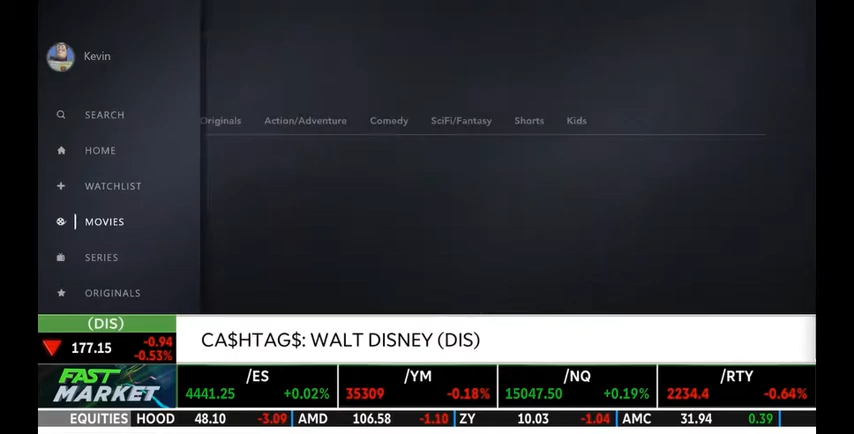 Kevin
SEARCH
Originals Action/Adventure Comedy SciFi/Fantasy Shorts Kids
HOME
WATCHLIST
MOVIES
SERIES
ORIGINALS
(DIS)
177.15 -0.94
-0.53%
CA$HTAG$: WALT DISNEY (DIS)
FAST
MARKET
/ES
4441.25 +0.02%
/YM
35309 -0.18%
/NQ
15047.50 +0.19%
/RTY
2234.4 -0.64%
EQUITIES HOOD 48.10 -3.09 AMD 106.58 -1.10 ZY 10.03 -1.04 AMC 31.94 0.39